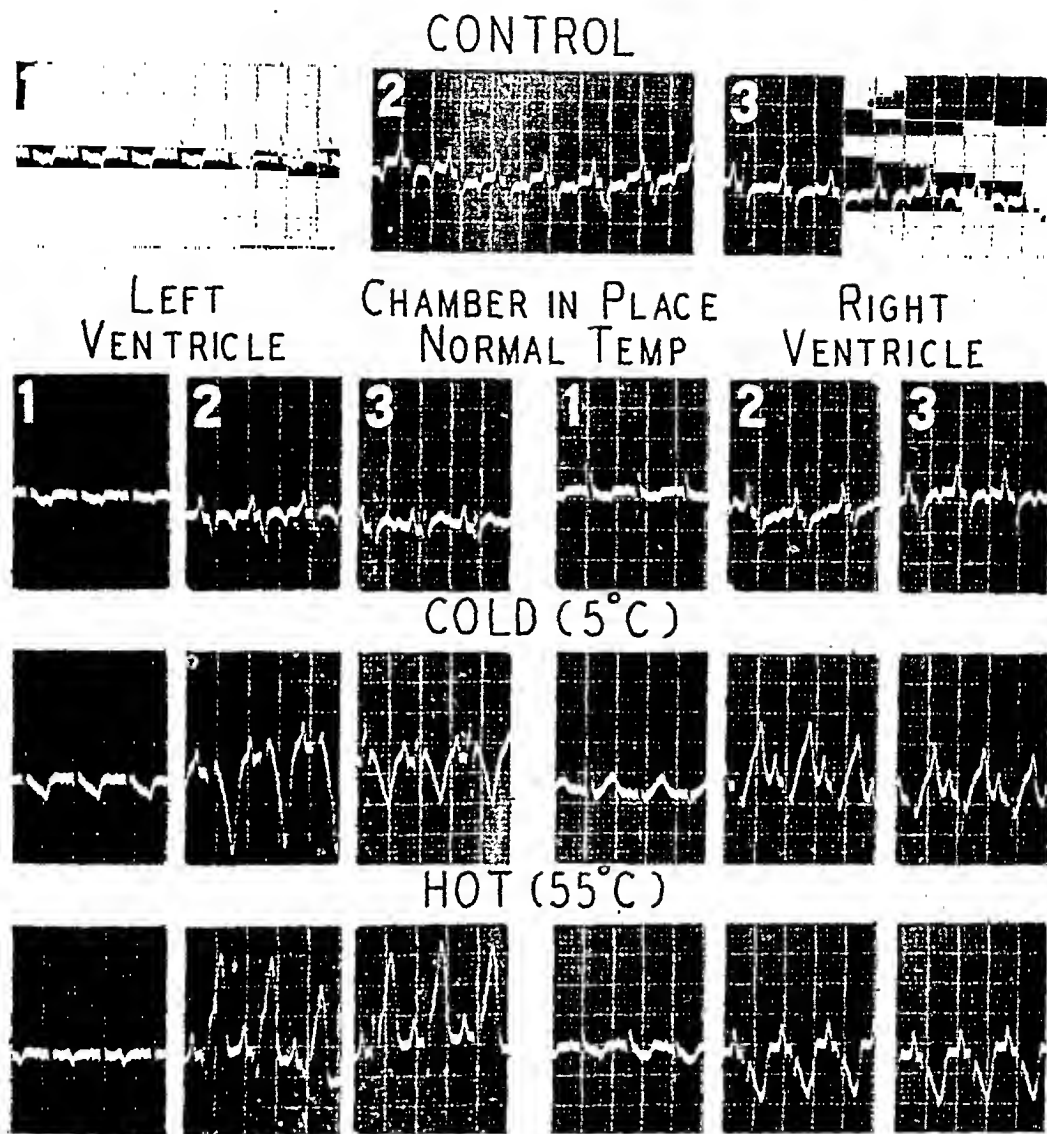 CONTROL
1 2 3
LEFT VENTRICLE
CHAMBER IN PLACE NORMAL TEMP
RIGHT VENTRICLE
1 2 3 1 2 3
COLD (5°C)
HOT (55°C)